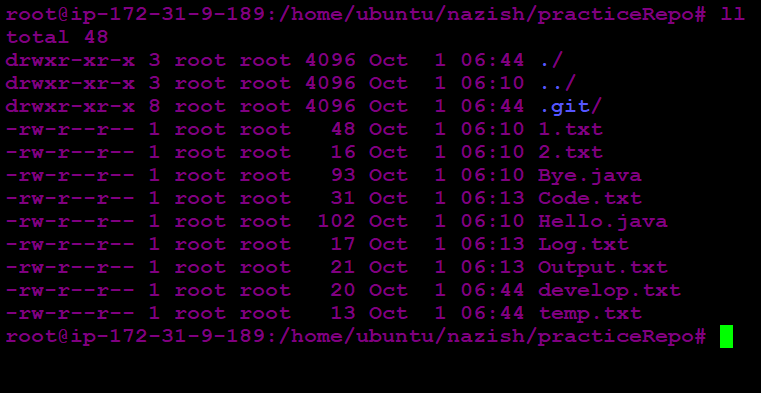 root@ip-172-31-9-189:/home/ubuntu/nazish/practiceRepo# ll
total 48
drwxr-xr-x 3 root root 4096 Oct  1 06:44 ./
drwxr-xr-x 3 root root 4096 Oct  1 06:10 ../
drwxr-xr-x 8 root root 4096 Oct  1 06:44 .git/
-rw-r--r-- 1 root root   48 Oct  1 06:10 1.txt
-rw-r--r-- 1 root root   16 Oct  1 06:10 2.txt
-rw-r--r-- 1 root root   93 Oct  1 06:10 Bye.java
-rw-r--r-- 1 root root   31 Oct  1 06:13 Code.txt
-rw-r--r-- 1 root root  102 Oct  1 06:10 Hello.java
-rw-r--r-- 1 root root   17 Oct  1 06:13 Log.txt
-rw-r--r-- 1 root root   21 Oct  1 06:13 Output.txt
-rw-r--r-- 1 root root   20 Oct  1 06:44 develop.txt
-rw-r--r-- 1 root root   13 Oct  1 06:44 temp.txt
root@ip-172-31-9-189:/home/ubuntu/nazish/practiceRepo#